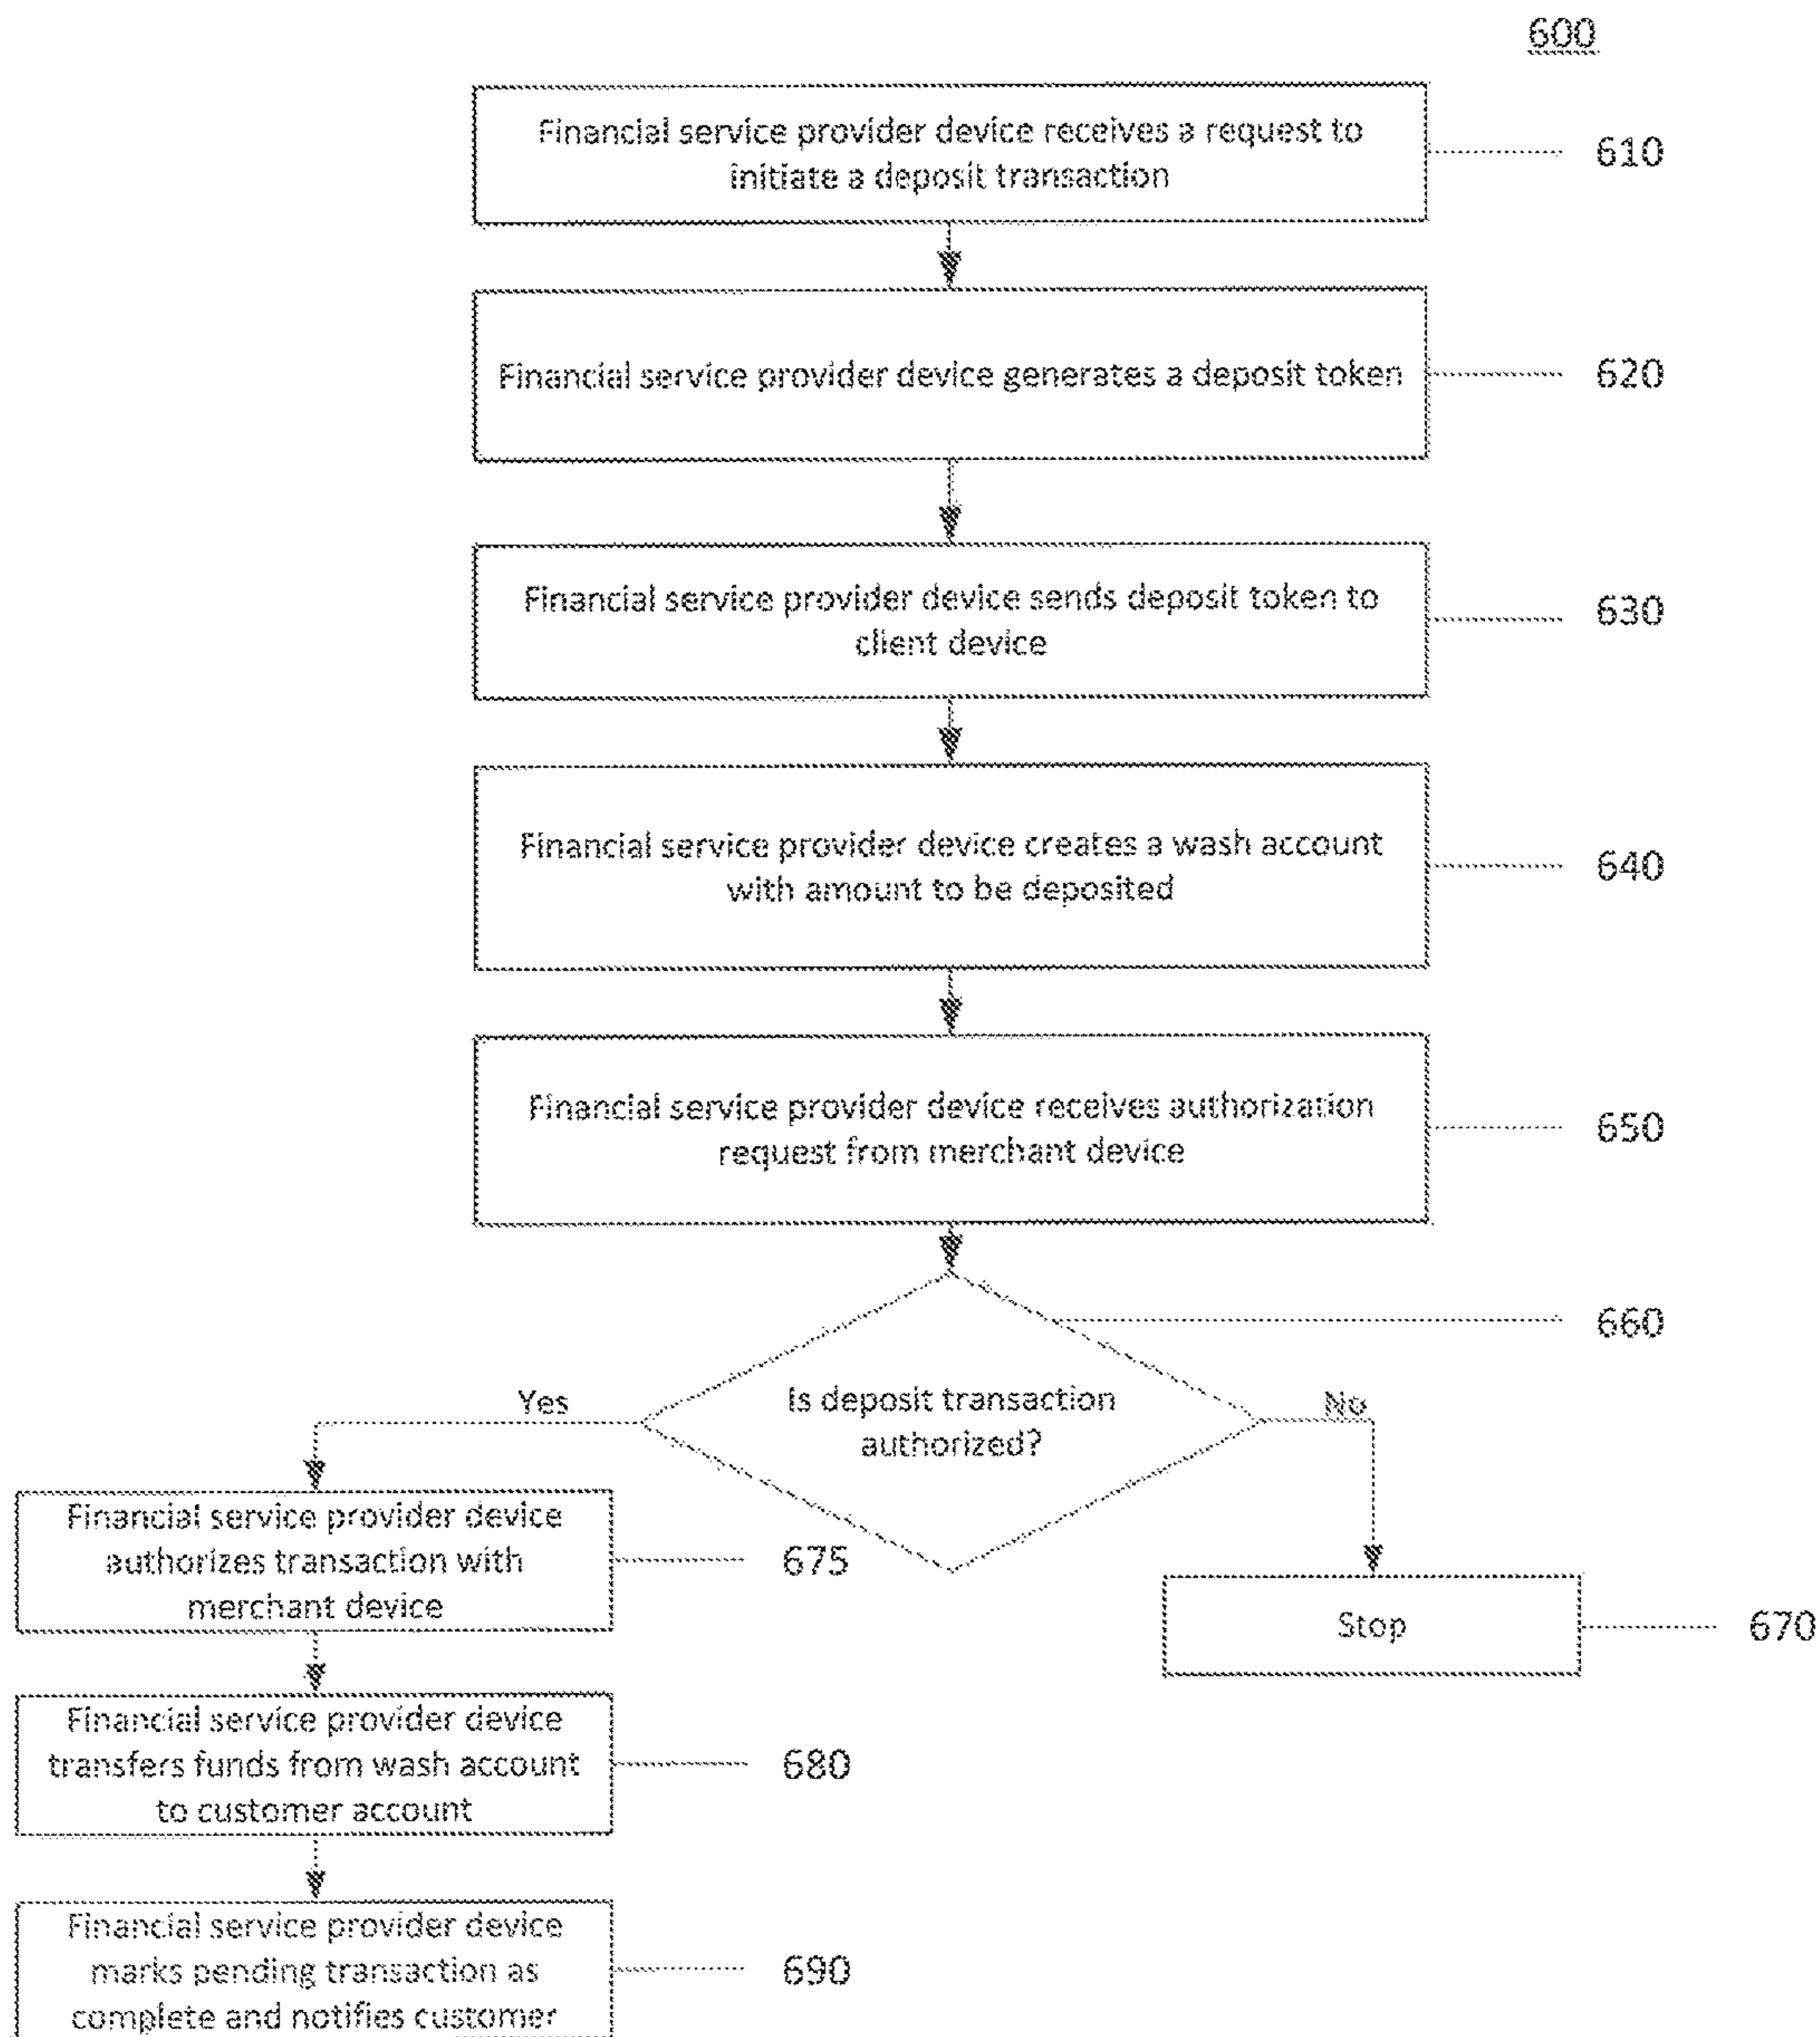 600
Financial service provider device receives a request to
initiate a deposit transaction
610
Financial service provider device generates a deposit token
620
Financial service provider device sends deposit token to
client device
630
Financial service provider device creates a wash account
with amount to be deposited
640
Financial service provider device receives authorization
request from merchant device
650
660
Is deposit transaction
authorized?
Yes
No
Financial service provider device
authorizes transaction with
merchant device
675
Stop
670
Financial service provider device
transfers funds from wash account
to customer account
680
Financial service provider device
marks pending transaction as
complete and notifies customer
690